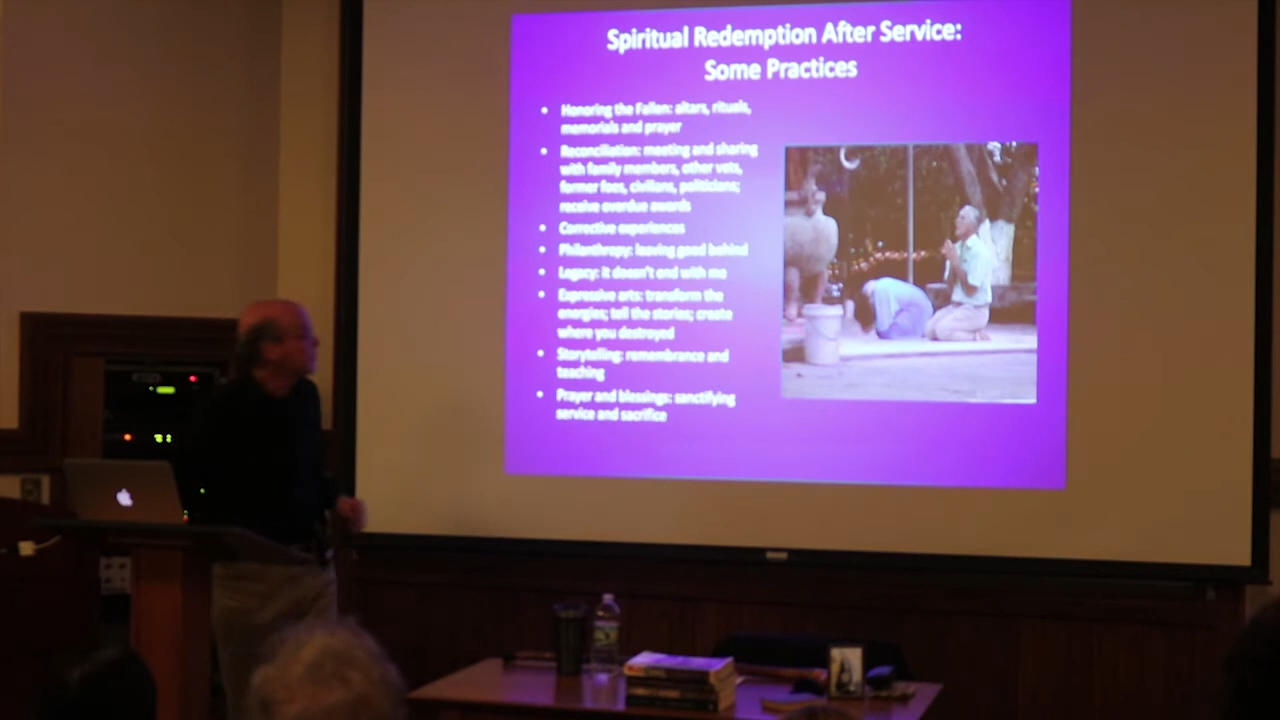 Spiritual Redemption After Service:
Some Practices
• Honoring the Fallen: altars, rituals,
memorials and prayer
• Reconciliation: meeting and sharing
with family members, other vets,
former foes, civilians, politicians;
receive overdue awards
• Corrective experiences
• Philanthropy: leaving good behind
• Legacy: it doesn't end with me
• Expressive arts: transform the
energies; tell the stories; create
where you destroyed
• Storytelling: remembrance and
teaching
• Prayer and blessings: sanctifying
service and sacrifice